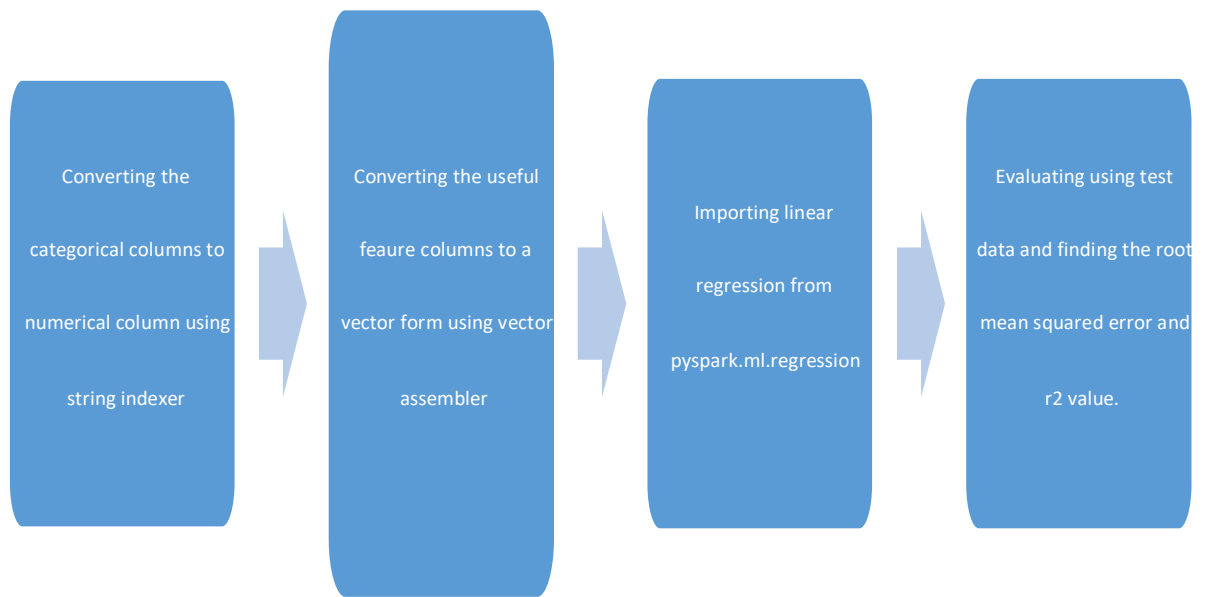 Converting the
categorical columns to
numerical column using
string indexer
Converting the useful
feaure columns to a
vector form using vector
assembler
Importing linear
regression from
pyspark.ml.regression
Evaluating using test
data and finding the root
mean squared error and
r2 value.